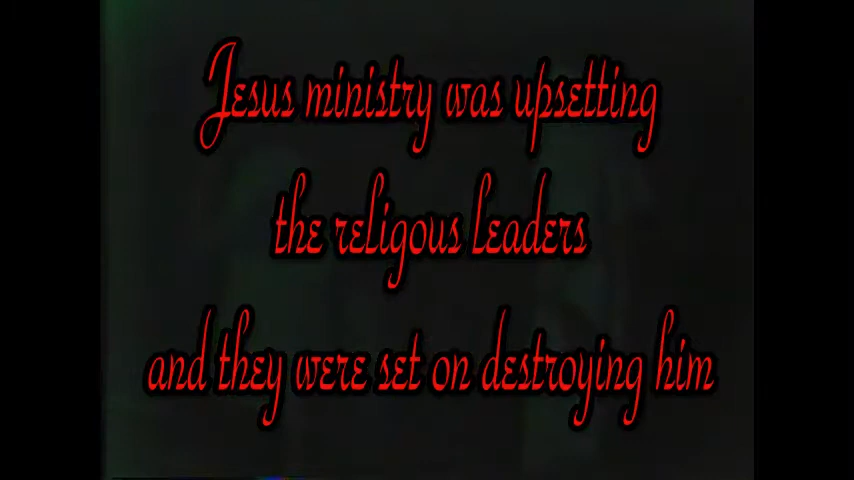 Jesus ministry was upsetting
the religous leaders
and they were set on destroying him